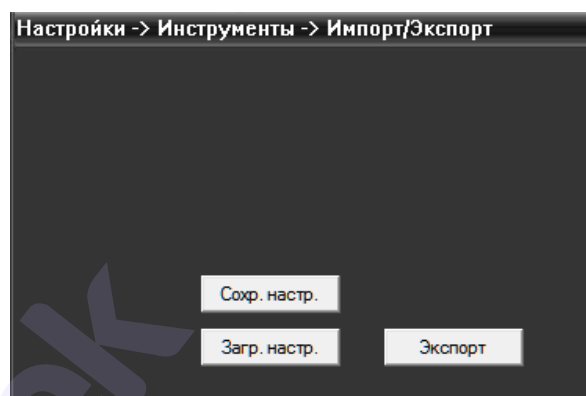 Настройки -> Инструменты -> Импорт/Экспорт
Сохр. настр.
Загр. настр.
Экспорт